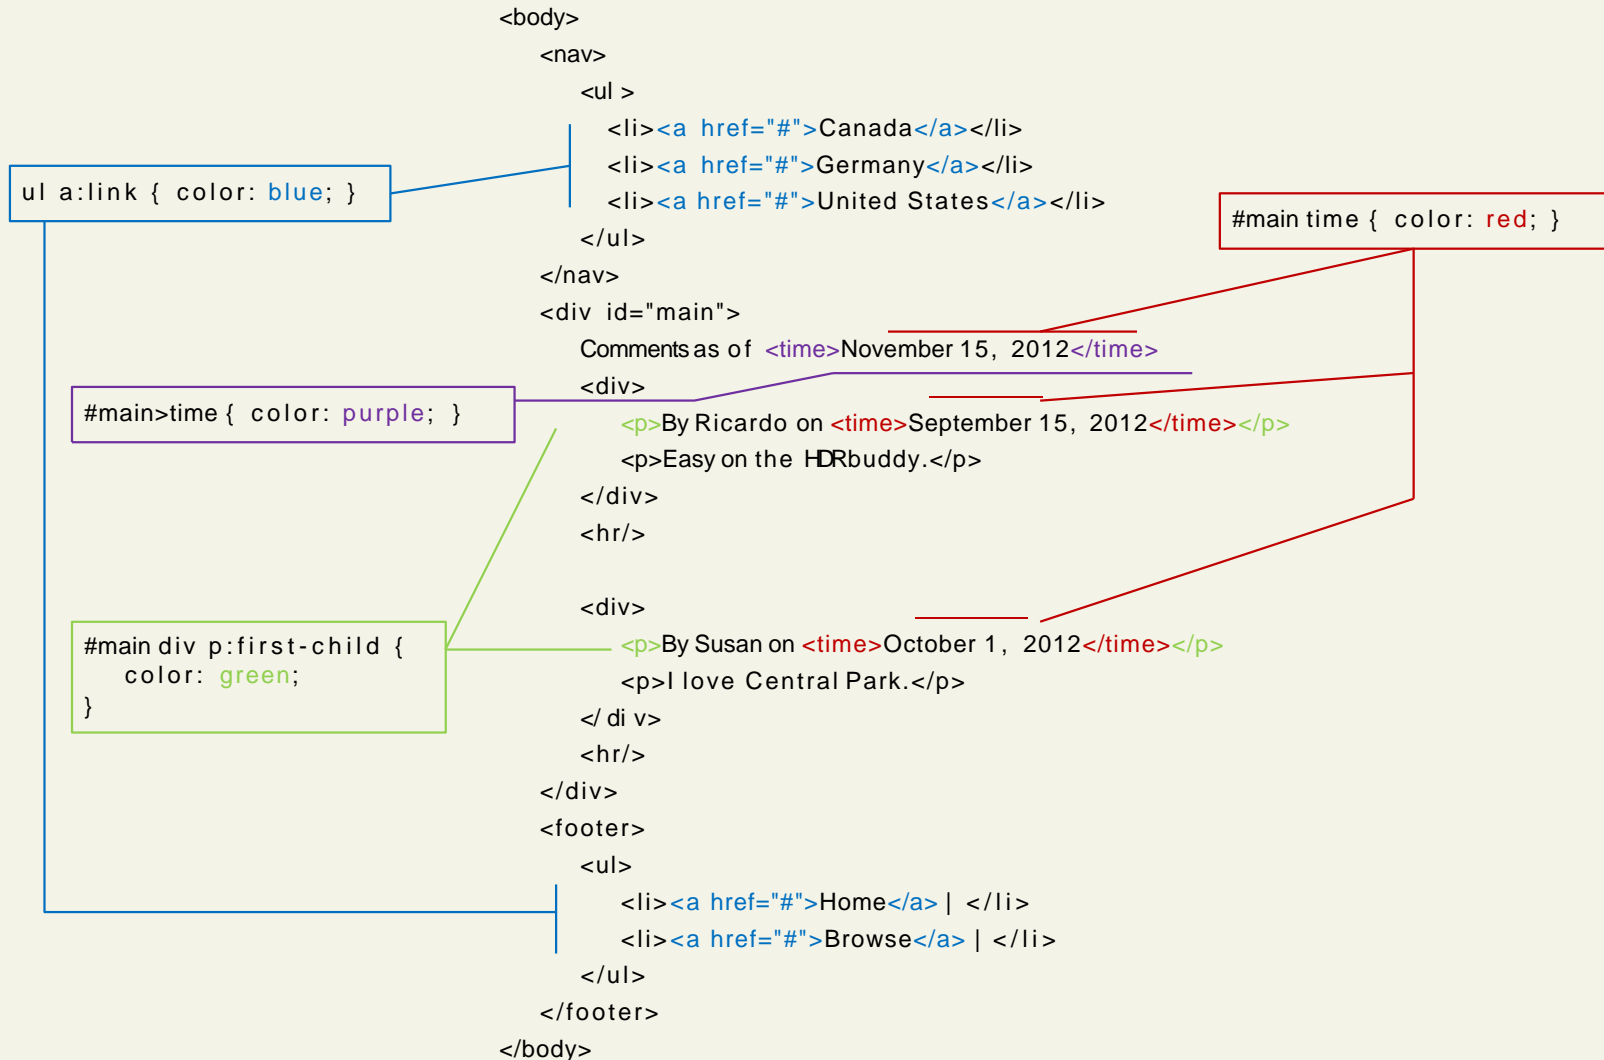 <body>
<nav>
<ul >
<li><a href="#">Canada</a></li>
<li><a href="#">Germany</a></li>
<li><a href="#">United States</a></li>
</ul>
</nav>
<div id="main">
Comments as of <time>November 15, 2012</time>
<div>
<p>By Ricardo on <time>September 15, 2012</time></p>
<p>Easy on the HDR buddy.</p>
</div>
<hr/>
<div>
<p>By Susan on <time>October 1, 2012</time></p>
<p>I love Central Park.</p>
</div>
<hr/>
</div>
<footer>
<ul>
<li><a href="#">Home</a> | </li>
<li><a href="#">Browse</a> | </li>
</ul>
</footer>
</body>
ul a:link { color: blue; }
#main>time { color: purple; }
#main div p:first-child {
color: green;
}
#main time { color: red; }